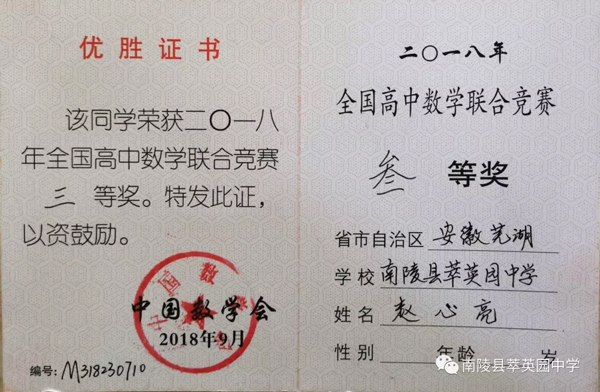 优胜证书
该同学荣获二〇一八
年全国高中数学联合竞赛
三 等奖。特发此证，
以资鼓励。
中国数学会
2018年9月
编号：M318230710
二〇一八年
全国高中数学联合竞赛
叁 等奖
省市自治区 安徽芜湖
学校 南陵县萃英园中学
姓名 赵心亮
性别 年龄 岁
南陵县萃英园中学